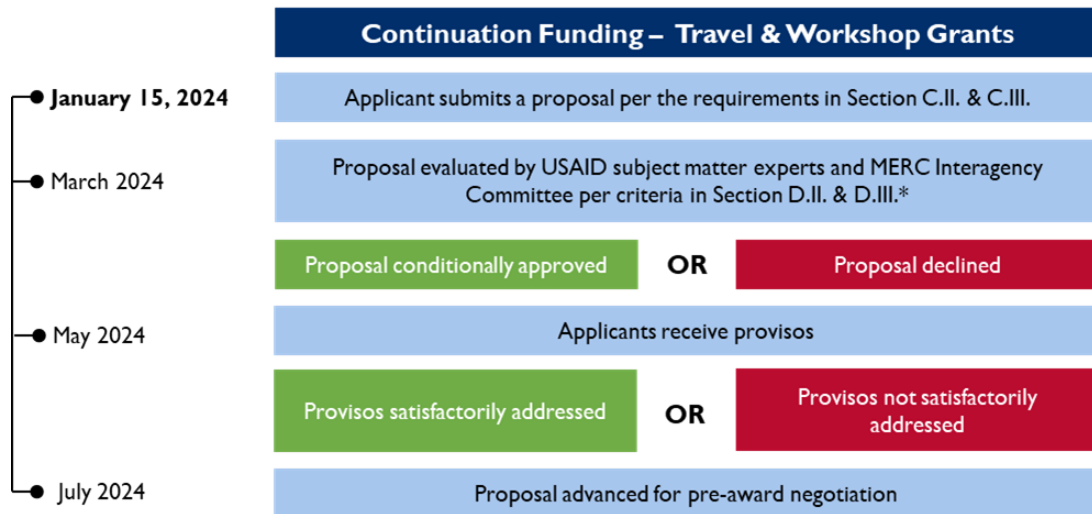 Continuation Funding – Travel & Workshop Grants
January 15, 2024
Applicant submits a proposal per the requirements in Section C.II. & C.III.
March 2024
Proposal evaluated by USAID subject matter experts and MERC Interagency
Committee per criteria in Section D.II. & D.III.*
Proposal conditionally approved
OR
Proposal declined
May 2024
Applicants receive provisos
Provisos satisfactorily addressed
OR
Provisos not satisfactorily
addressed
July 2024
Proposal advanced for pre-award negotiation